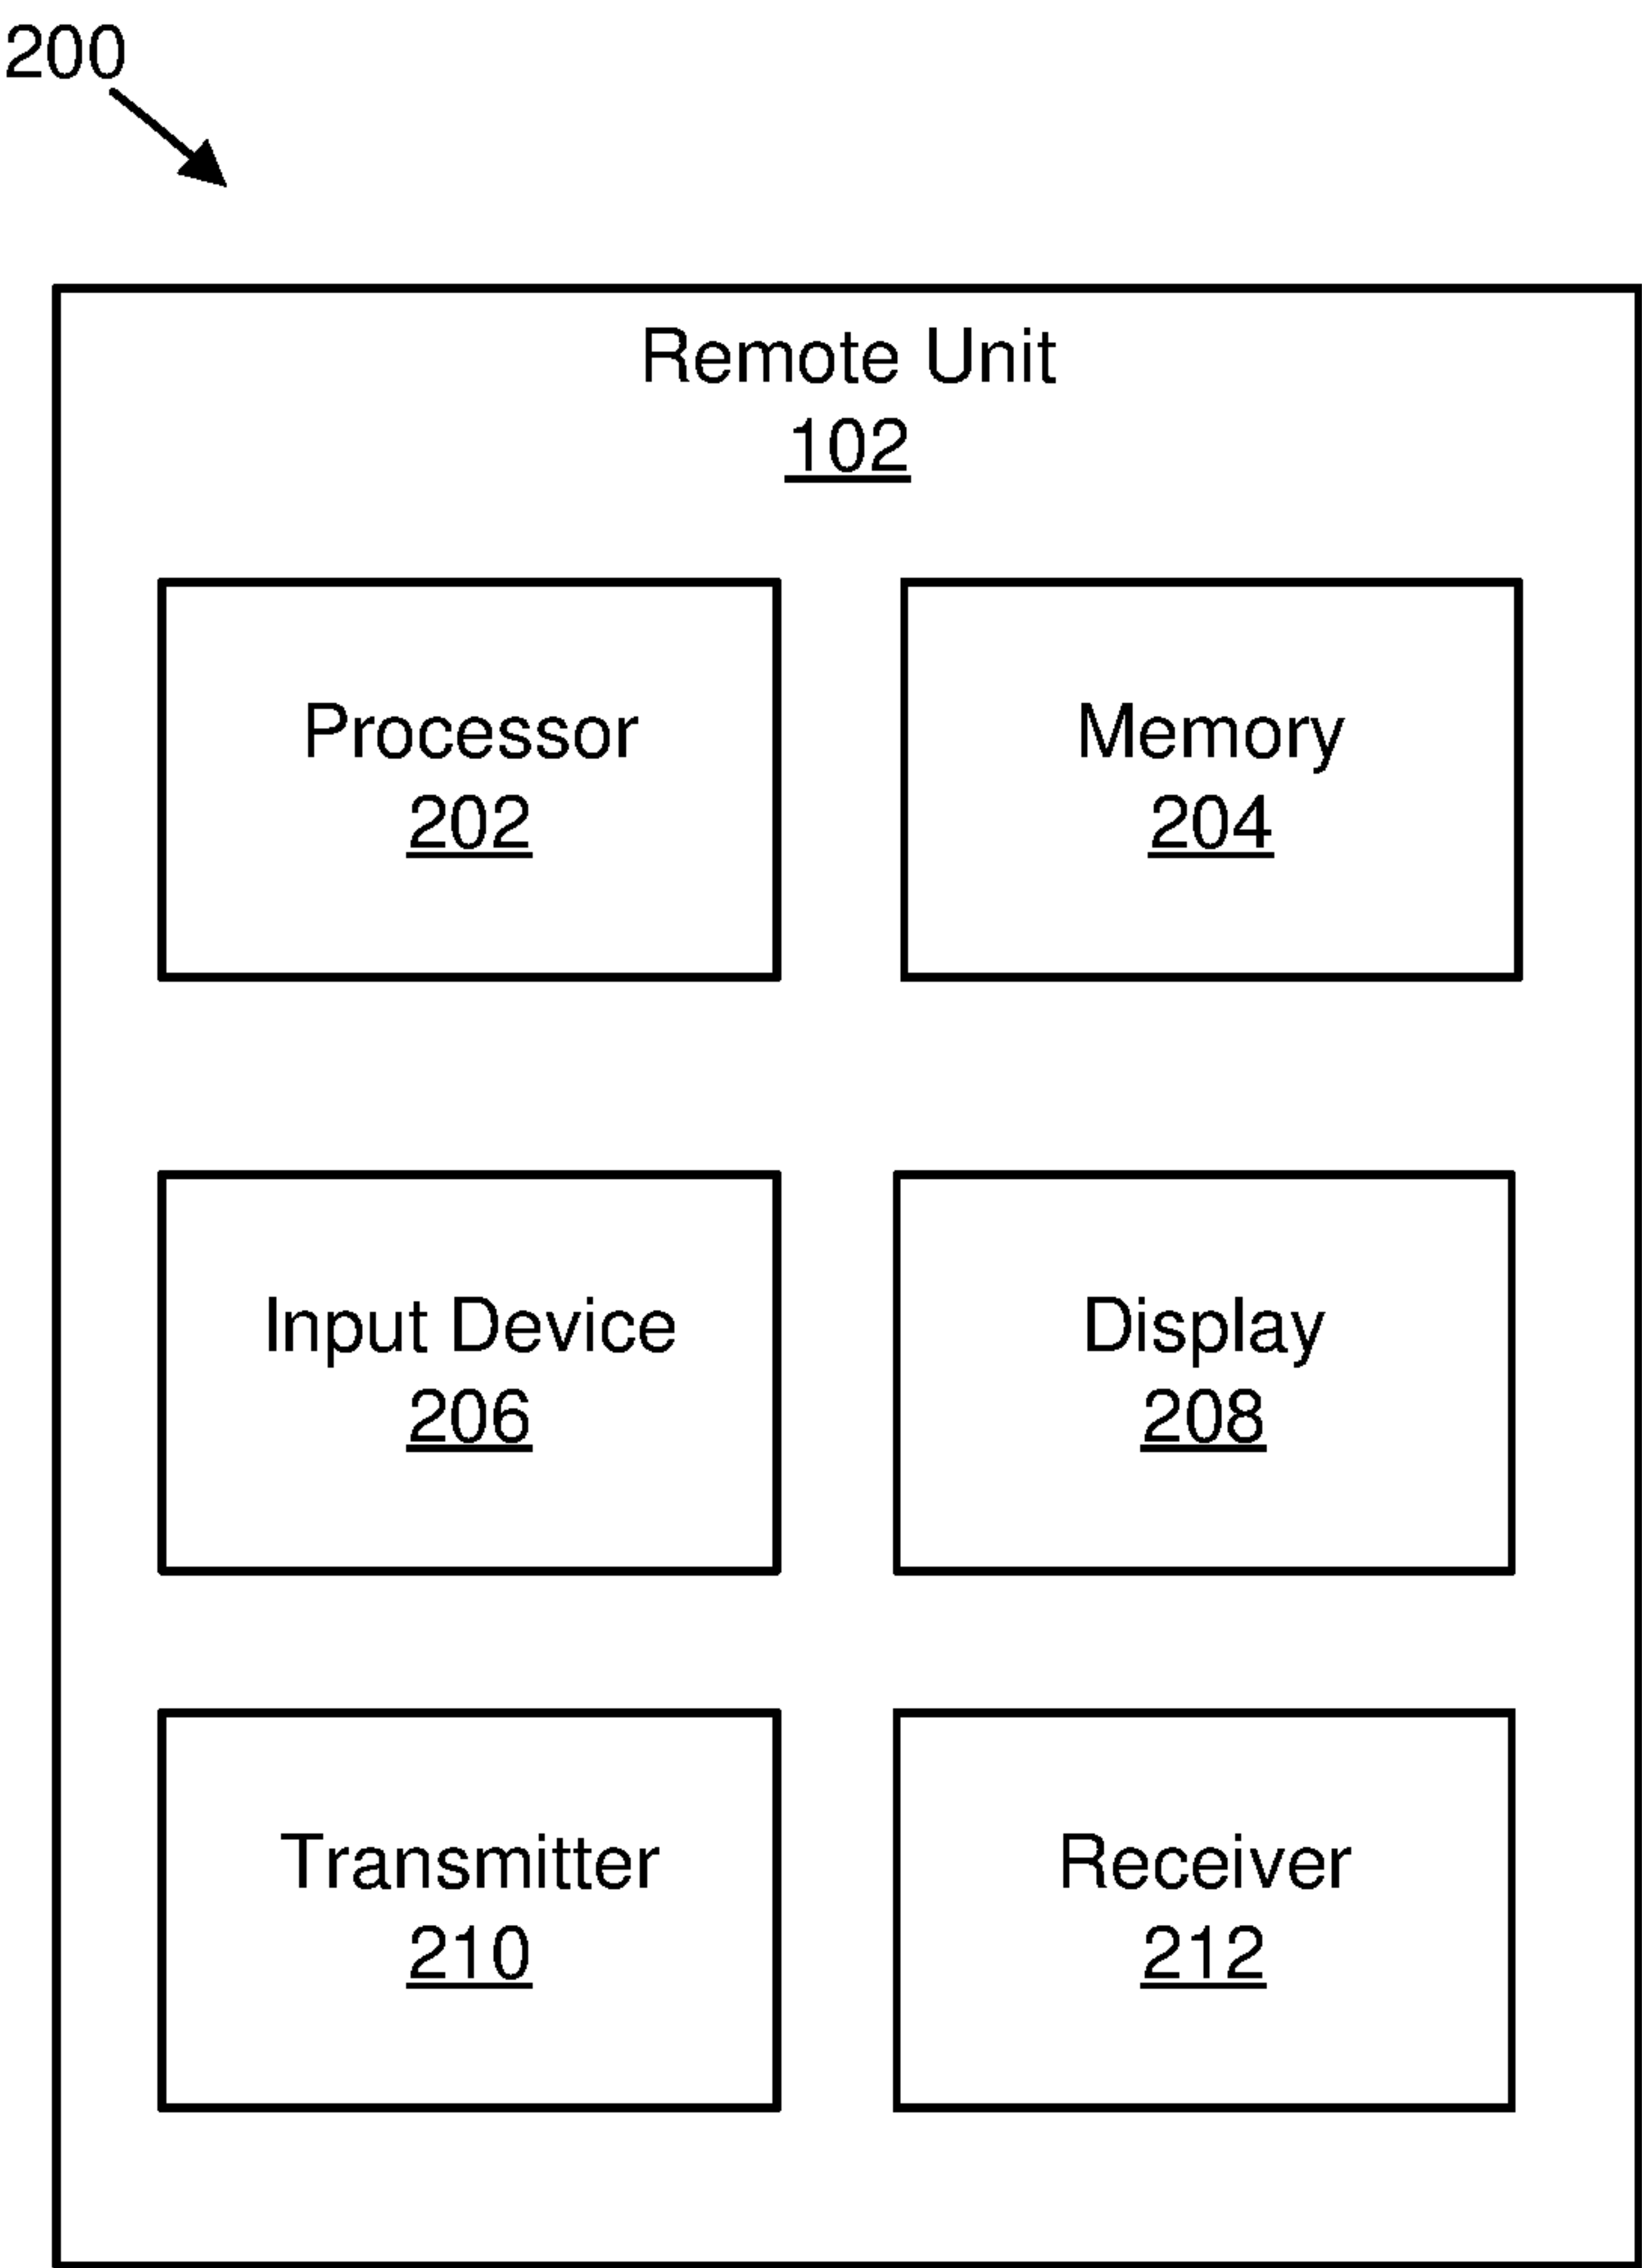 200
Remote Unit
102
Processor
202
Memory
204
Input Device
206
Display
208
Transmitter
210
Receiver
212